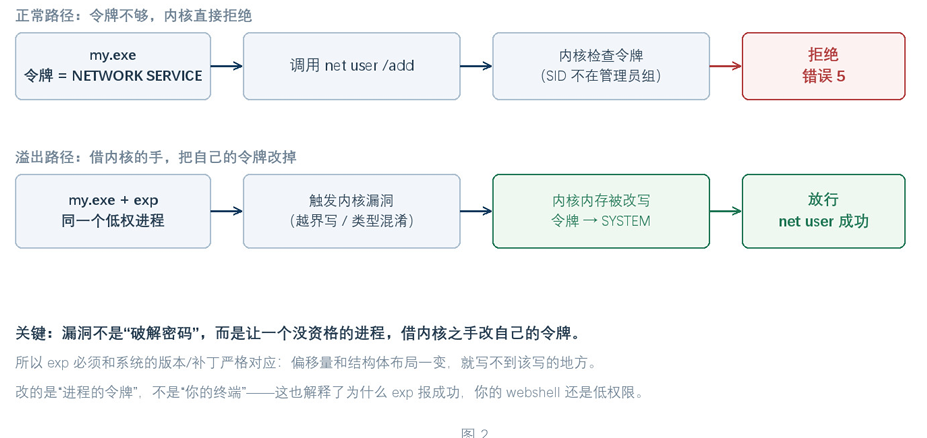 正常路径：令牌不够，内核直接拒绝
my.exe
令牌 = NETWORK SERVICE
调用 net user /add
内核检查令牌
（SID 不在管理员组）
拒绝
错误 5
溢出路径：借内核的手，把自己的令牌改掉
my.exe + exp
同一个低权进程
触发内核漏洞
（越界写 / 类型混淆）
内核内存被改写
令牌 → SYSTEM
放行
net user 成功
关键：漏洞不是“破解密码”，而是让一个没资格的进程，借内核之手改自己的令牌。
所以 exp 必须和系统的版本/补丁严格对应：偏移量和结构体布局一变，就写不到该写的地方。
改的是“进程的令牌”，不是“你的终端”——这也解释了为什么 exp 报成功，你的 webshell 还是低权限。
图 2